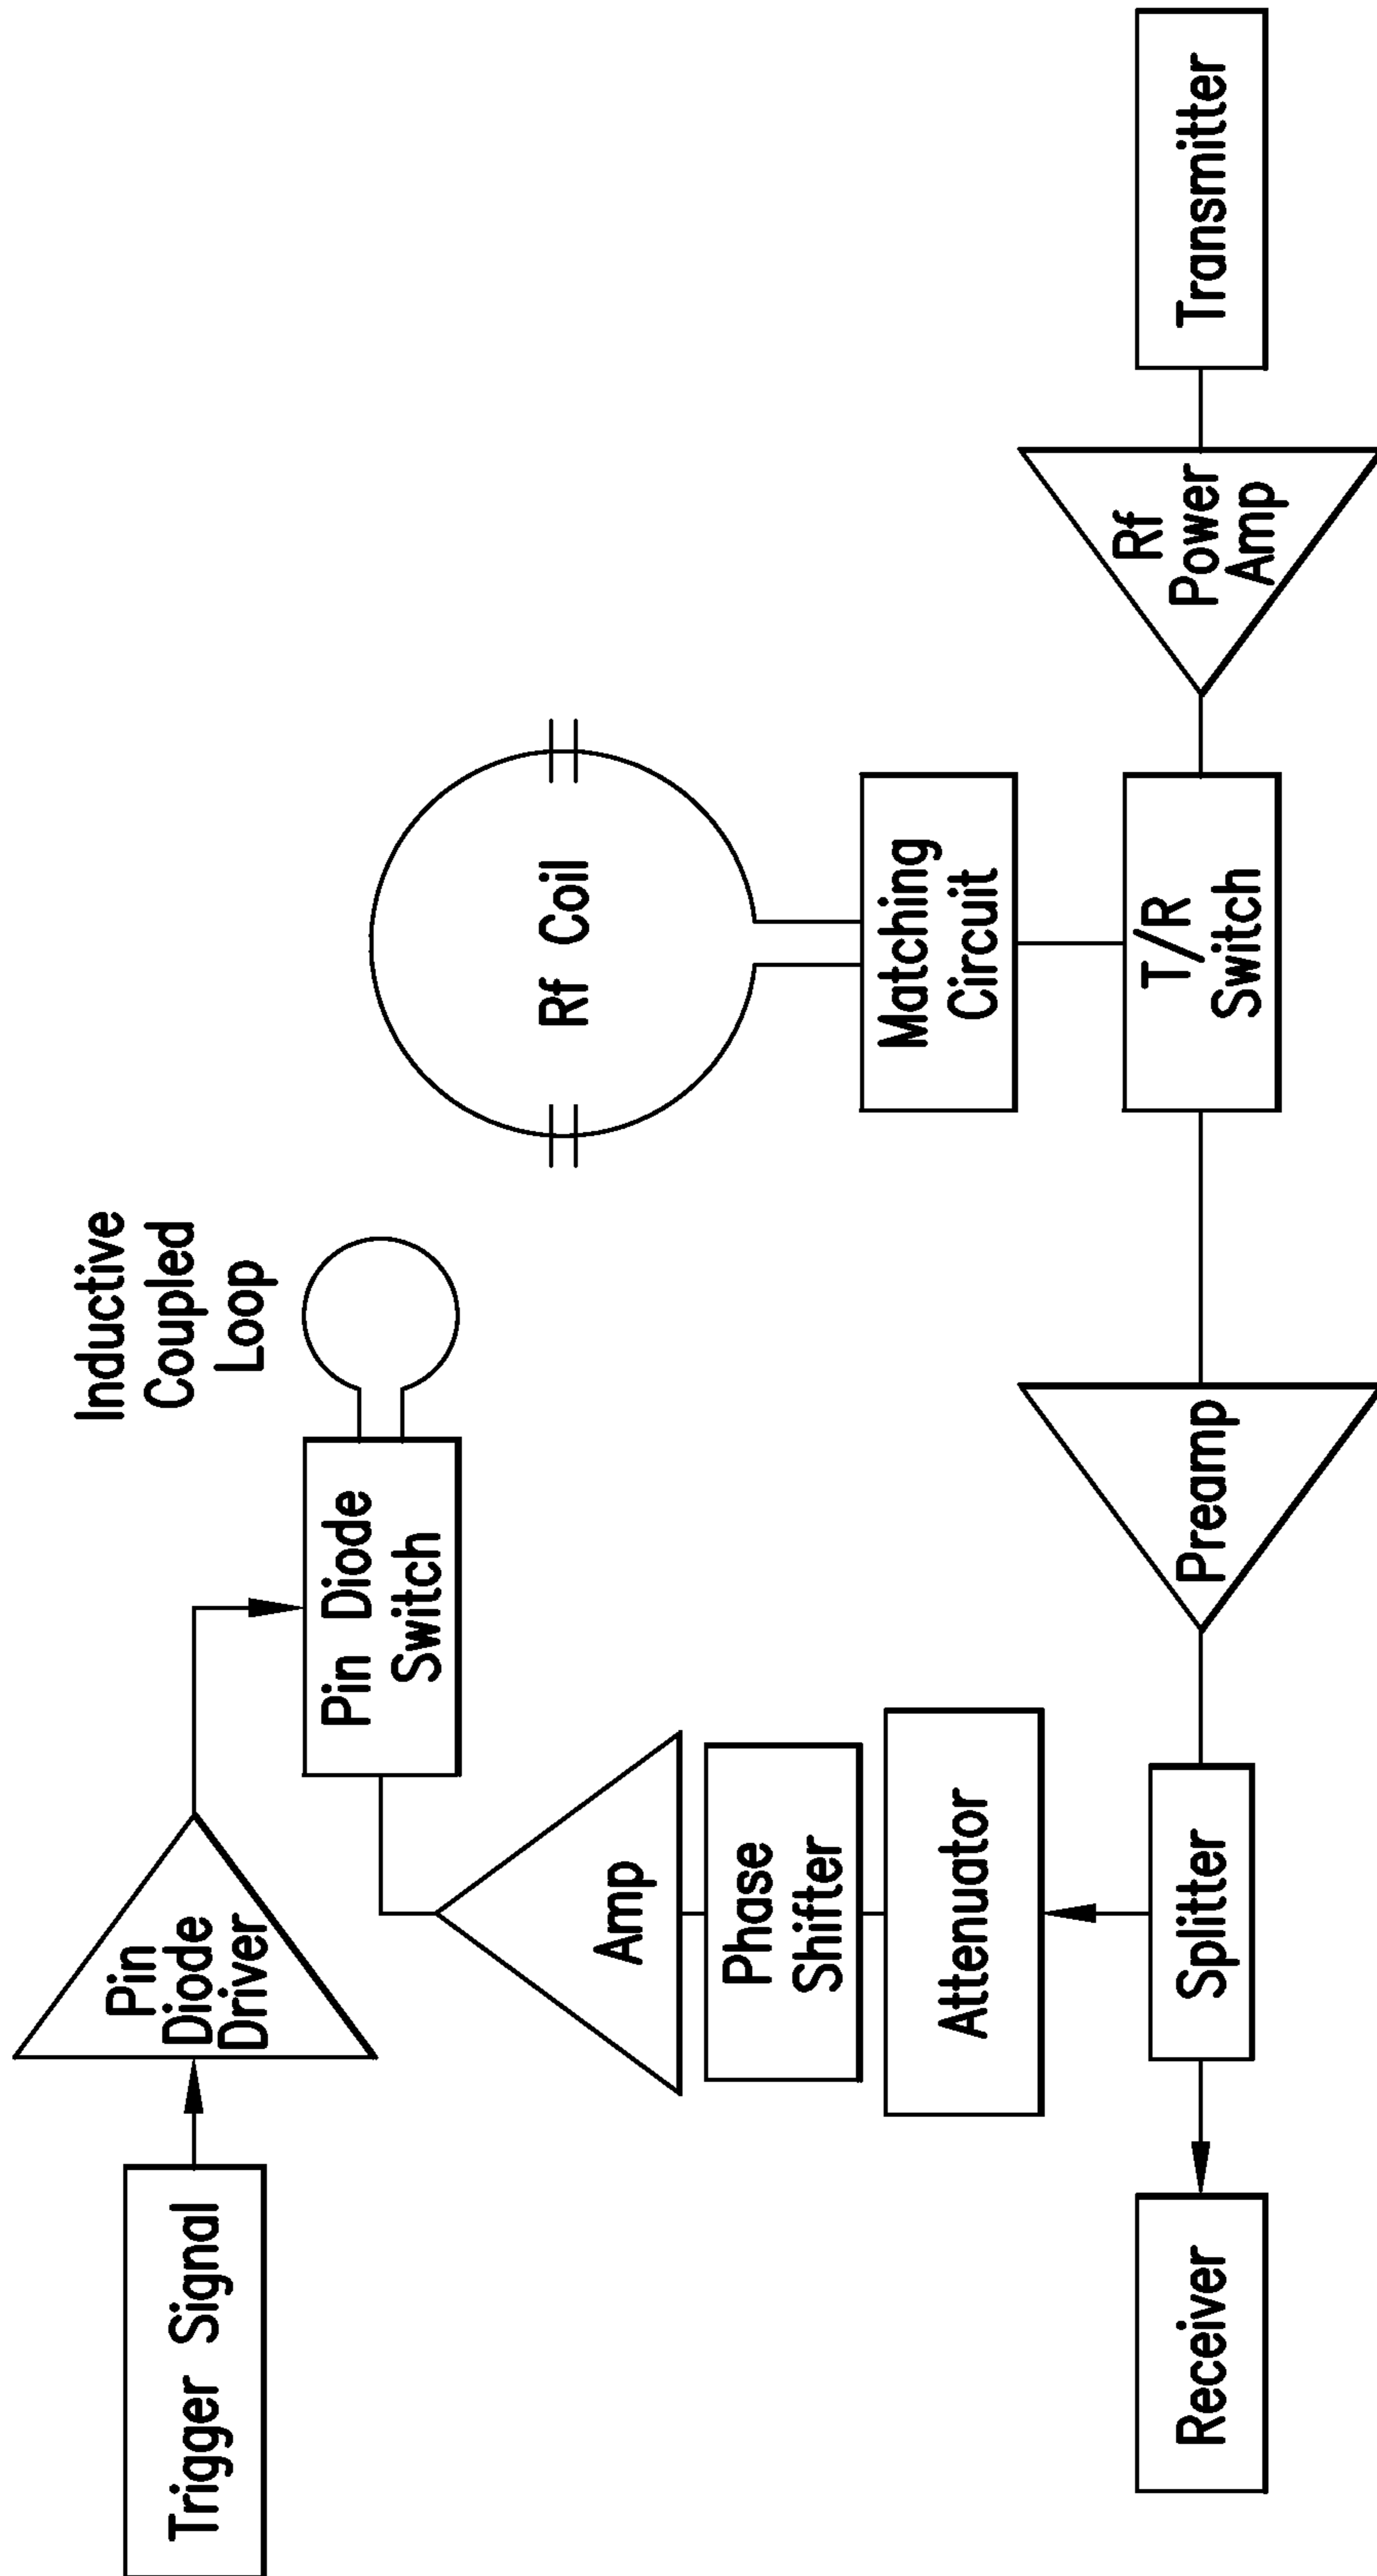 Trigger Signal
Pin
Diode
Driver
Inductive
Coupled
Loop
Pin Diode
Switch
Rf Coil
Amp
Phase
Shifter
Attenuator
Matching
Circuit
Receiver
Splitter
Preamp
T/R
Switch
Rf
Power
Amp
Transmitter